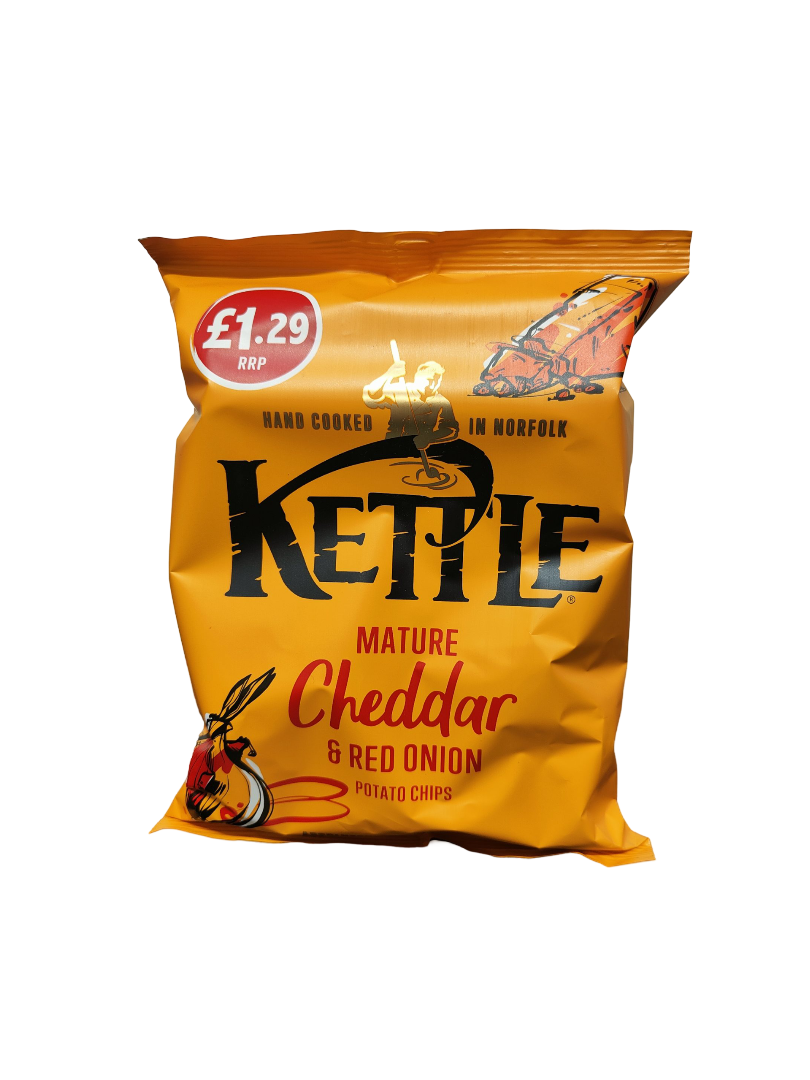 £1.29
RRP
HAND COOKED IN NORFOLK
KETTLE®
MATURE
Cheddar
& RED ONION
POTATO CHIPS